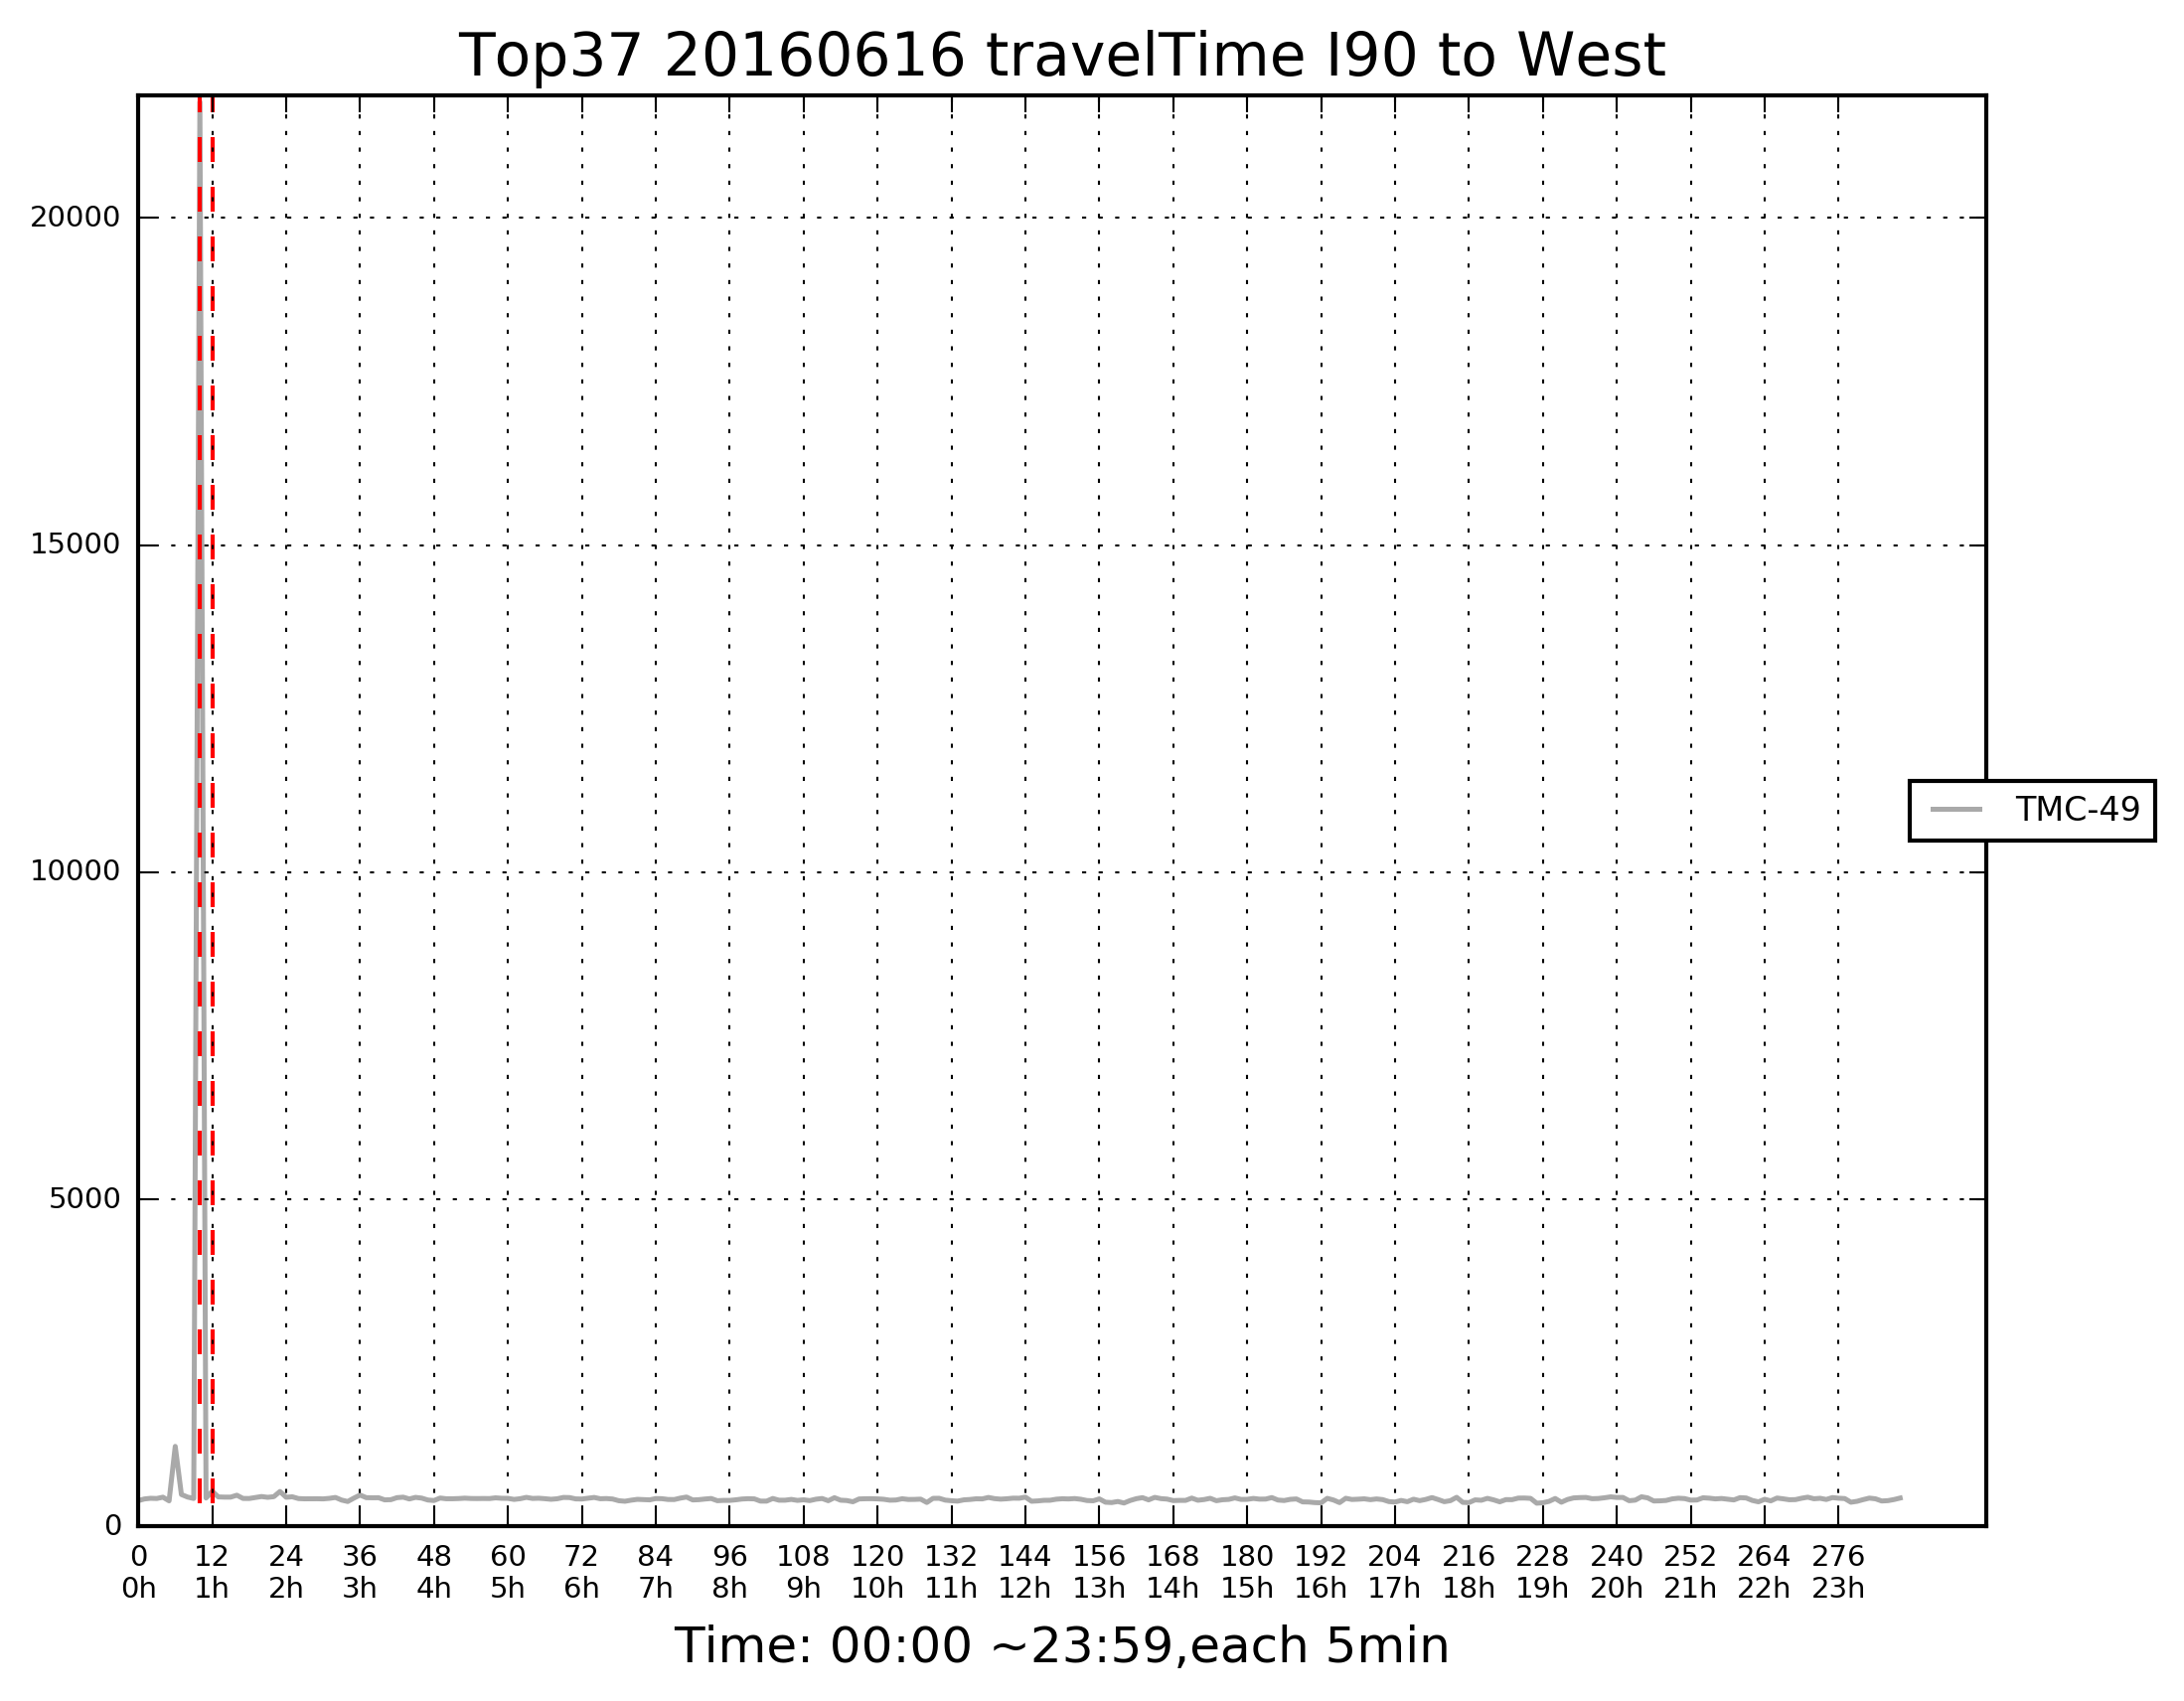 Top37 20160616 travelTime I90 to West
20000
15000
10000
5000
0
TMC-49
0 12 24 36 48 60 72 84 96 108 120 132 144 156 168 180 192 204 216 228 240 252 264 276
0h 1h 2h 3h 4h 5h 6h 7h 8h 9h 10h 11h 12h 13h 14h 15h 16h 17h 18h 19h 20h 21h 22h 23h
Time: 00:00 ~23:59,each 5min